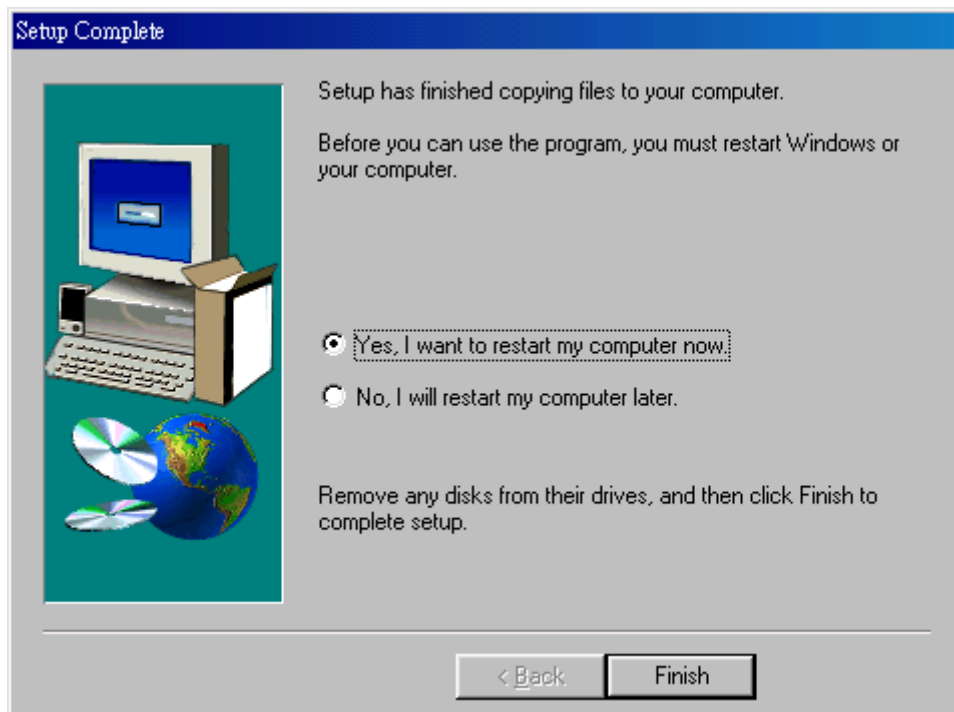 Setup Complete
Setup has finished copying files to your computer.
Before you can use the program, you must restart Windows or
your computer.
Yes, I want to restart my computer now.
No, I will restart my computer later.
Remove any disks from their drives, and then click Finish to
complete setup.
< Back
Finish